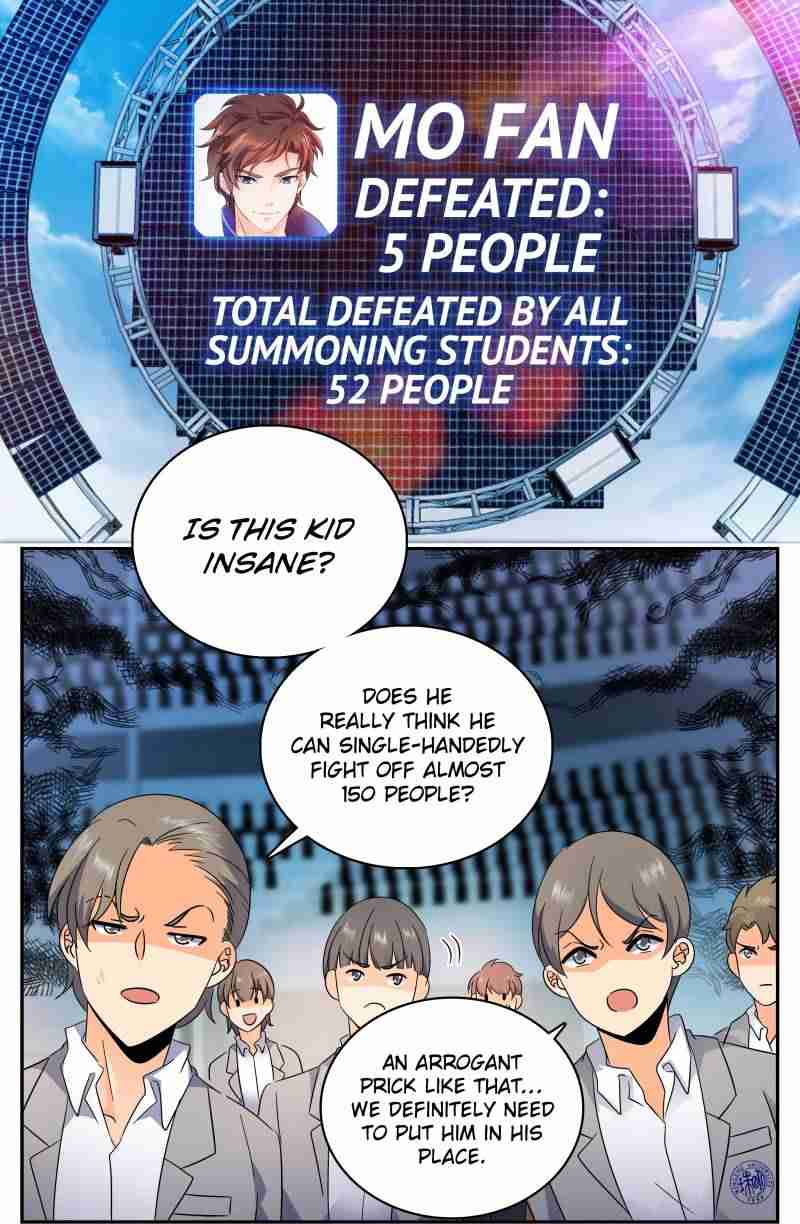 MO FAN
DEFEATED:
5 PEOPLE
TOTAL DEFEATED BY ALL
SUMMONING STUDENTS:
52 PEOPLE
IS THIS KID
INSANE?
DOES HE
REALLY THINK HE
CAN SINGLE-HANDEDLY
FIGHT OFF ALMOST
150 PEOPLE?
AN ARROGANT
PRICK LIKE THAT...
WE DEFINITELY NEED
TO PUT HIM IN HIS
PLACE.